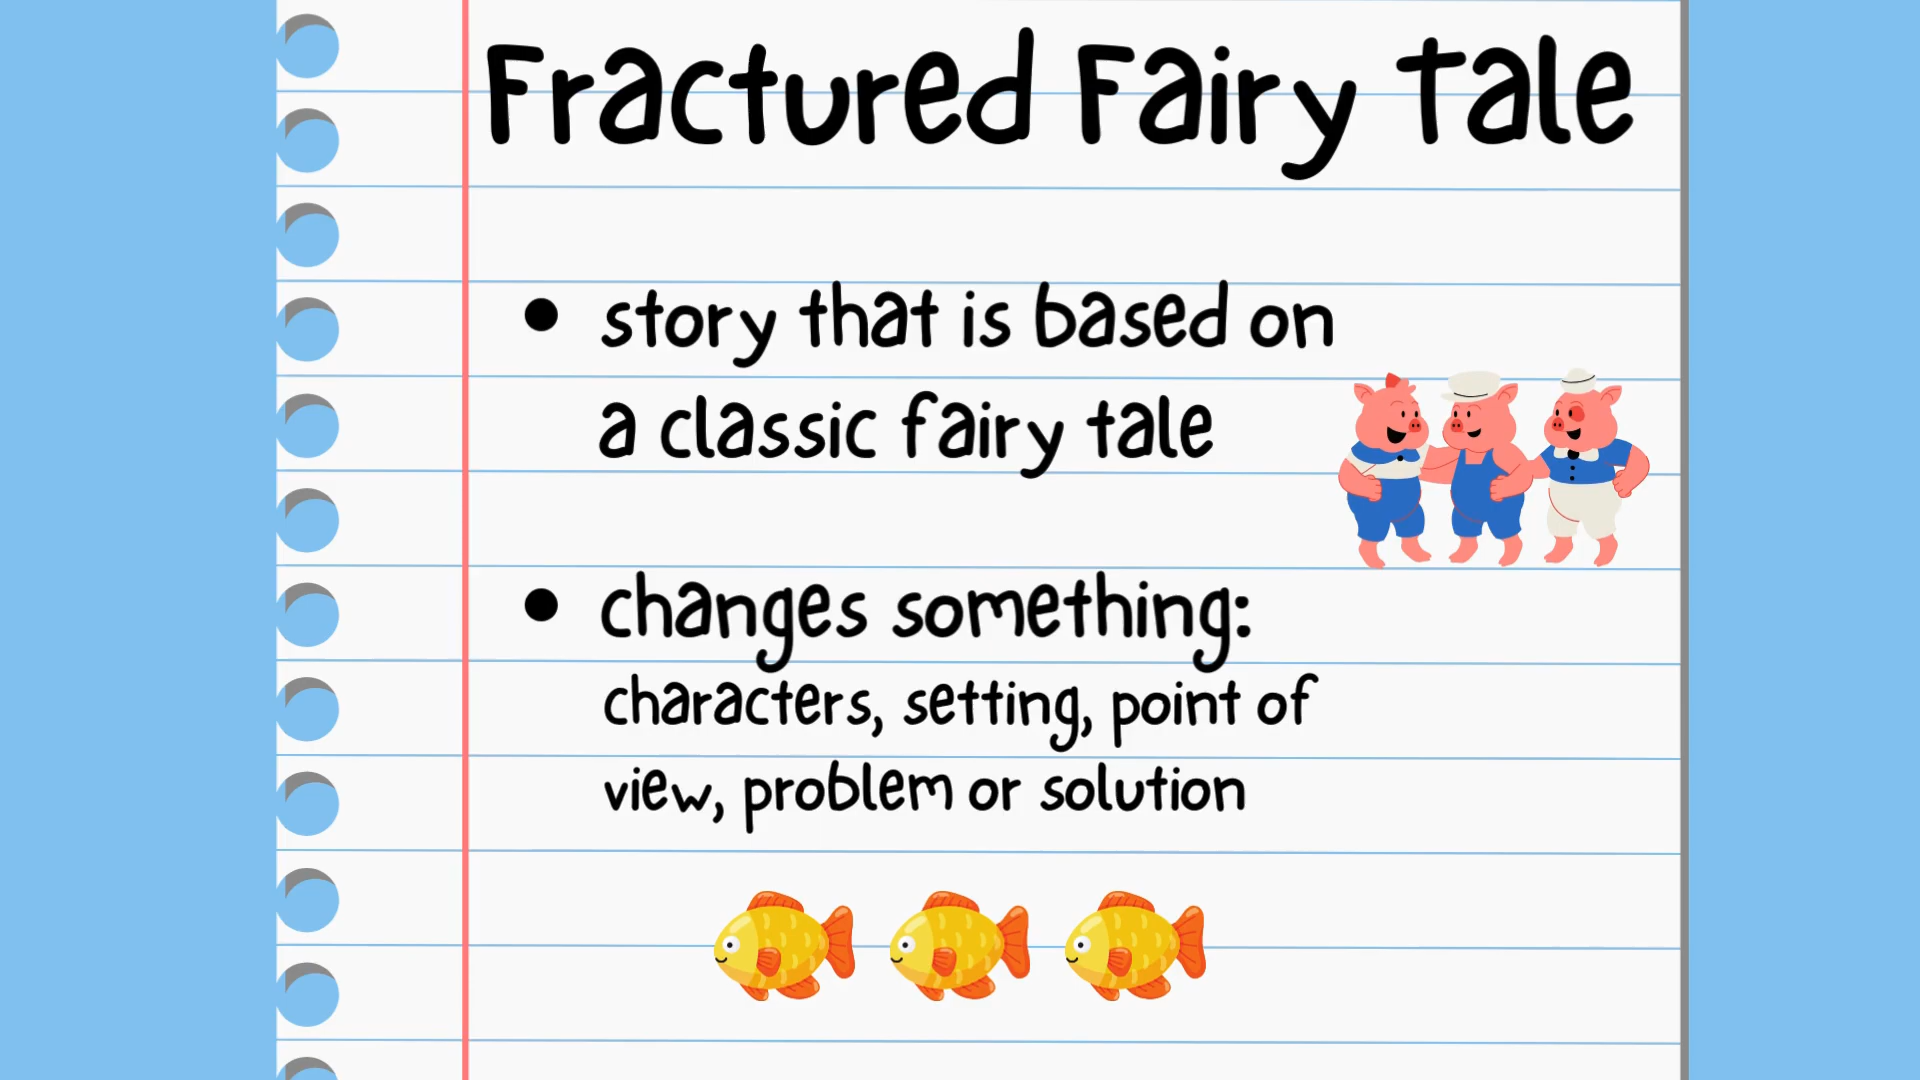 Fractured Fairy Tale
• story that is based on
a classic fairy tale
• changes something:
characters, setting, point of
view, problem or solution